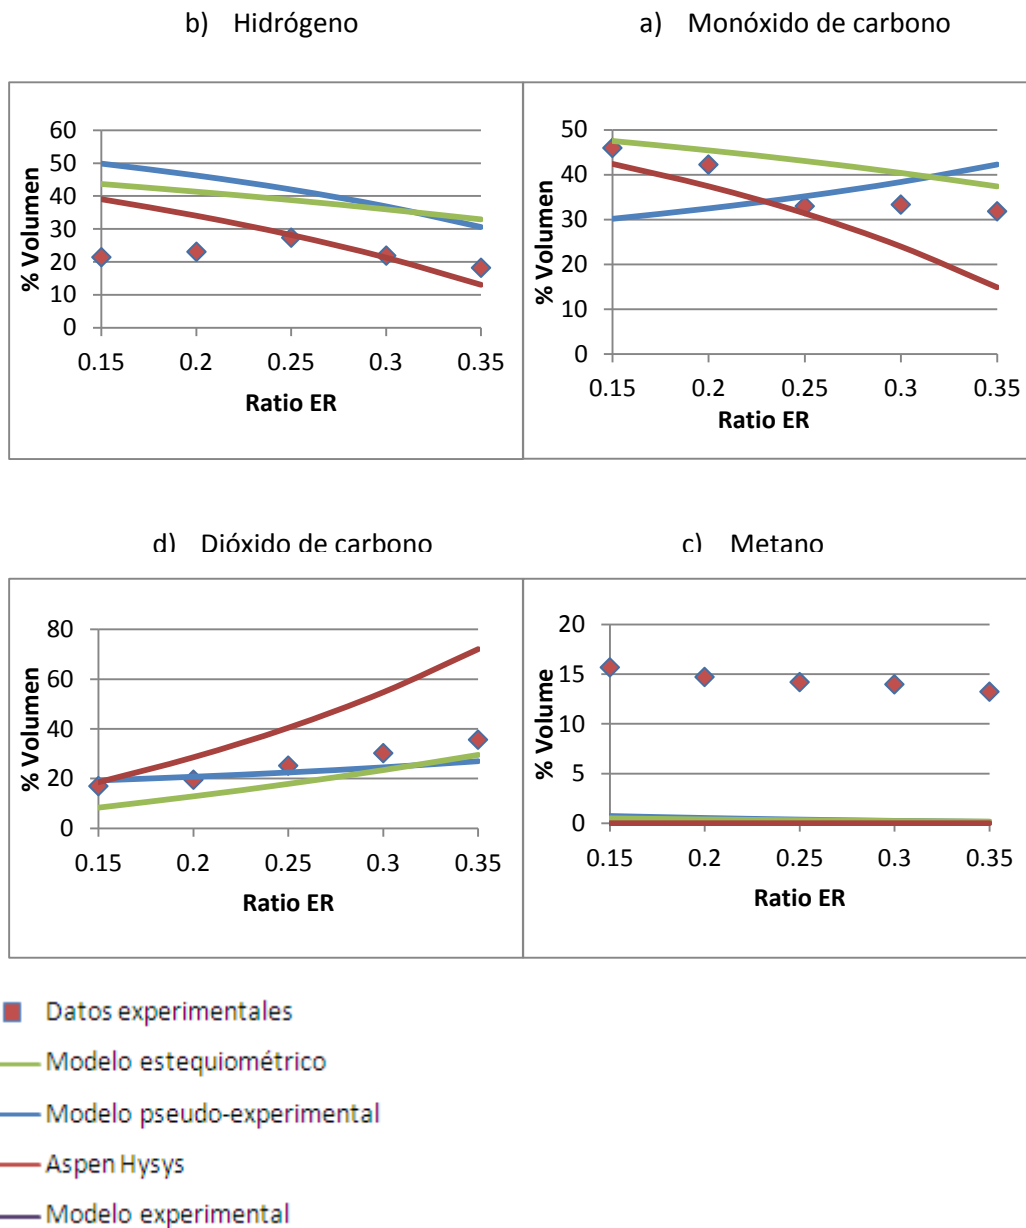 b) Hidrógeno
a) Monóxido de carbono
% Volumen
60
50
40
30
20
10
0
0.15 0.2 0.25 0.3 0.35
Ratio ER
% Volumen
50
40
30
20
10
0
0.15 0.2 0.25 0.3 0.35
Ratio ER
d) Dióxido de carbono
c) Metano
% Volumen
80
60
40
20
0
0.15 0.2 0.25 0.3 0.35
Ratio ER
% Volume
20
15
10
5
0
0.15 0.2 0.25 0.3 0.35
Ratio ER
Datos experimentales
Modelo estequiométrico
Modelo pseudo-experimental
Aspen Hysys
Modelo experimental